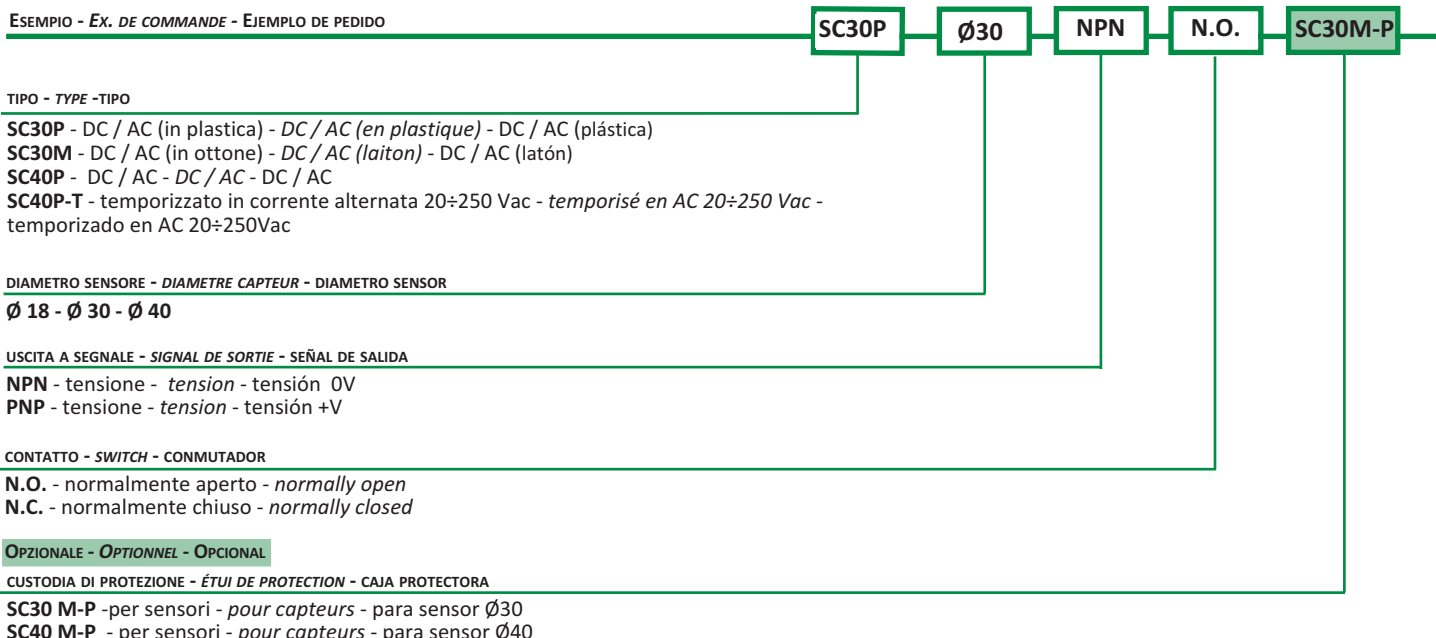 Esempio - Ex. de commande - Ejemplo de pedido
SC30P Ø30 NPN N.O. SC30M-P
tipo - type -tipo
SC30P - DC / AC (in plastica) - DC / AC (en plastique) - DC / AC (plástica)
SC30M - DC / AC (in ottone) - DC / AC (laiton) - DC / AC (latón)
SC40P - DC / AC - DC / AC - DC / AC
SC40P-T - temporizzato in corrente alternata 20÷250 Vac - temporisé en AC 20÷250 Vac -
temporizado en AC 20÷250Vac
diametro sensore - diametre capteur - diametro sensor
Ø 18 - Ø 30 - Ø 40
uscita a segnale - signal de sortie - señal de salida
NPN - tensione - tension - tensión 0V
PNP - tensione - tension - tensión +V
contatto - switch - conmutador
N.O. - normalmente aperto - normally open
N.C. - normalmente chiuso - normally closed
Opzionale - Optionnel - Opcional
custodia di protezione - étui de protection - caja protectora
SC30 M-P -per sensori - pour capteurs - para sensor Ø30
SC40 M-P - per sensori - pour capteurs - para sensor Ø40